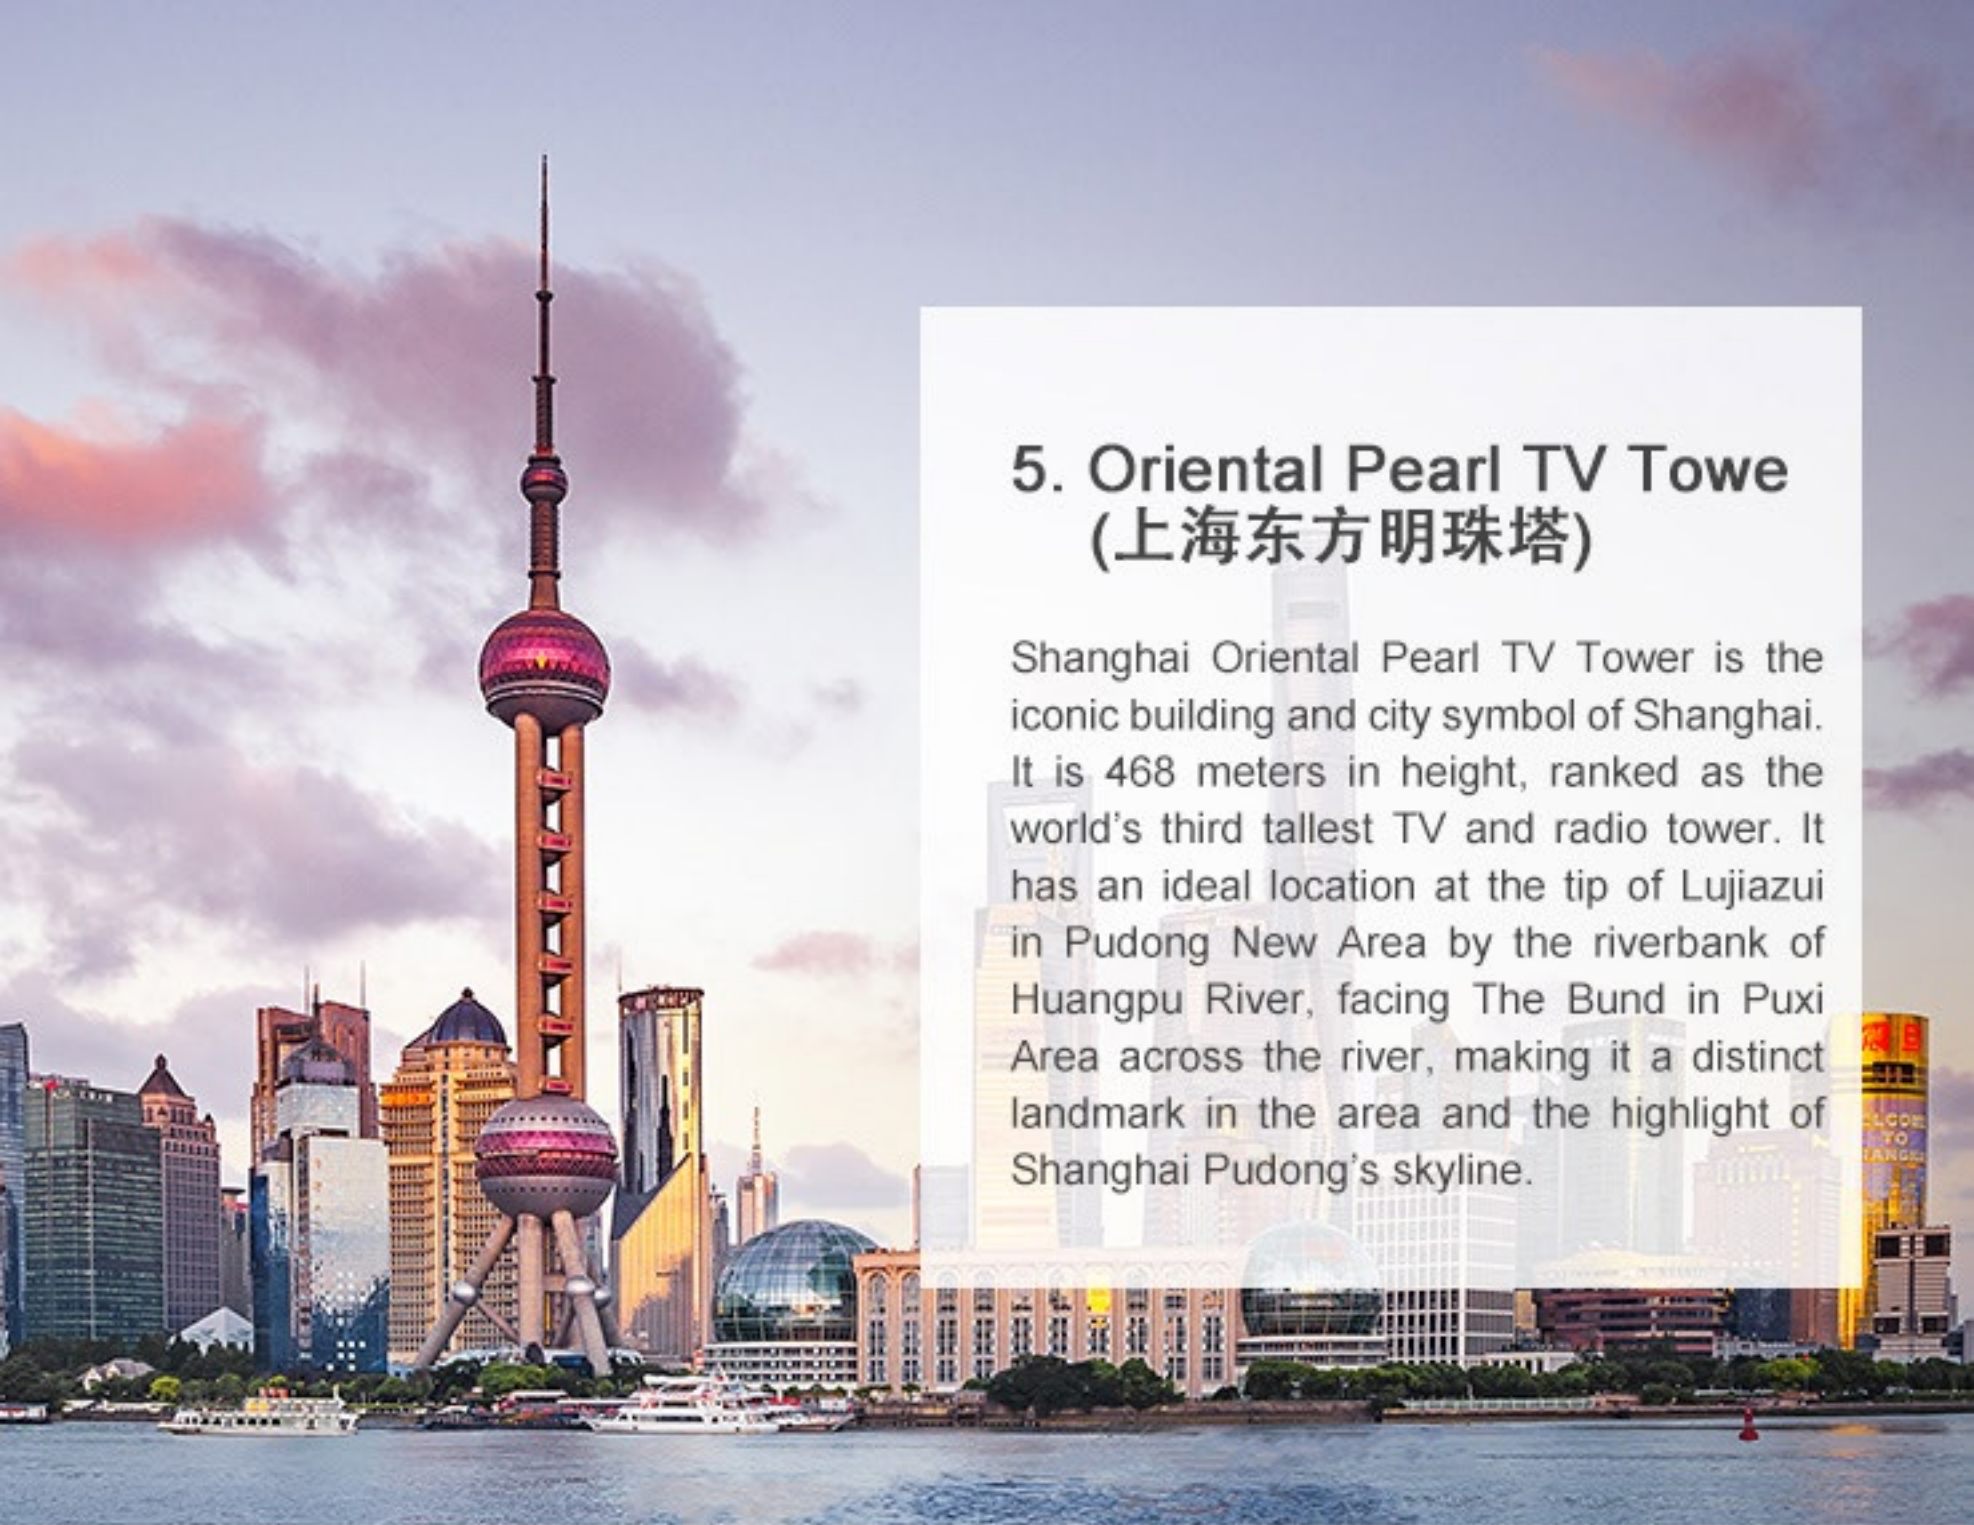 5. Oriental Pearl TV Towe
(上海东方明珠塔)
Shanghai Oriental Pearl TV Tower is the
iconic building and city symbol of Shanghai.
It is 468 meters in height, ranked as the
world’s third tallest TV and radio tower. It
has an ideal location at the tip of Lujiazui
in Pudong New Area by the riverbank of
Huangpu River, facing The Bund in Puxi
Area across the river, making it a distinct
landmark in the area and the highlight of
Shanghai Pudong’s skyline.
TO